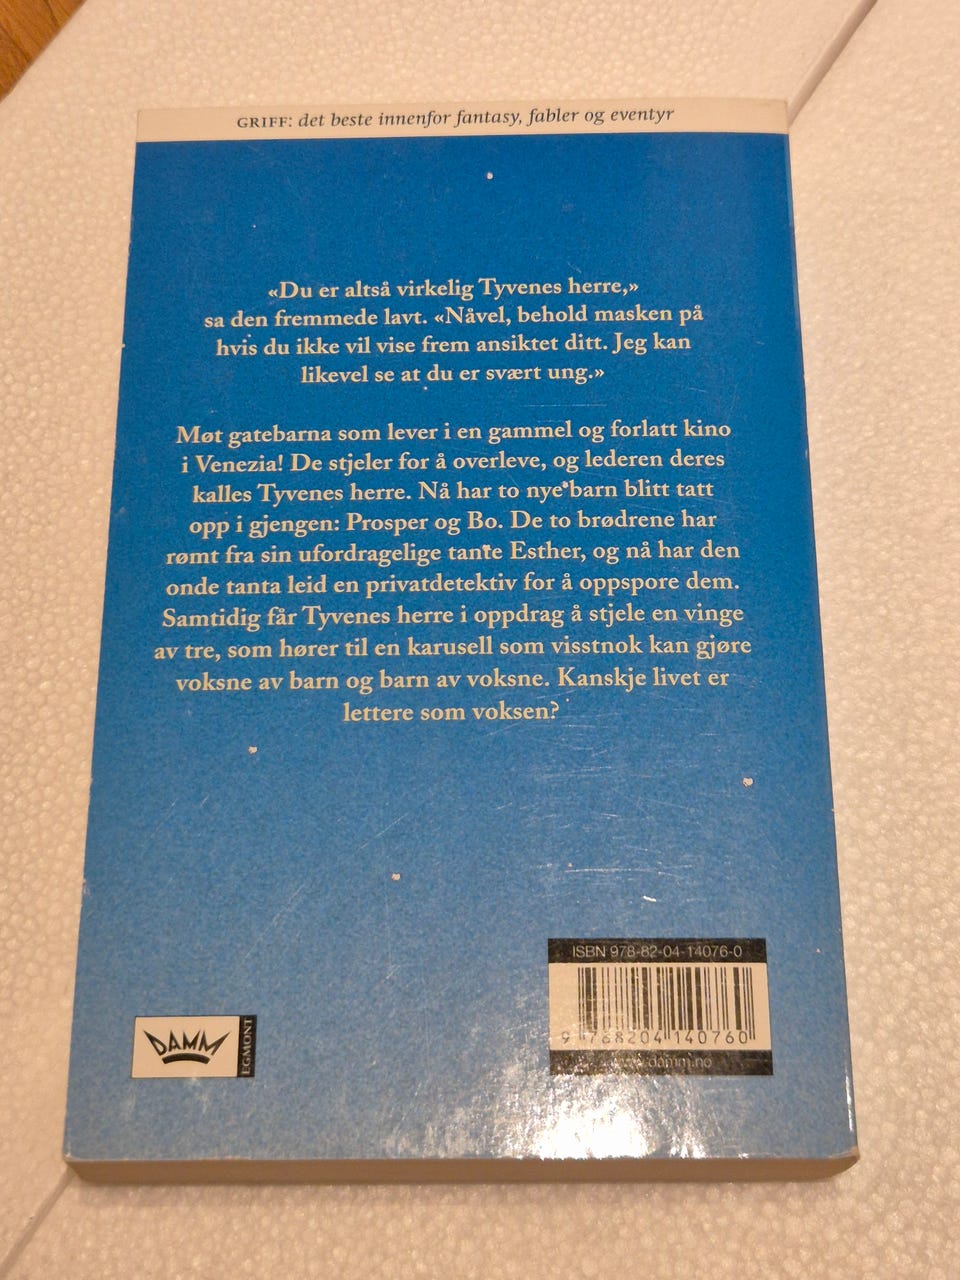 GRIFF: det beste innenfor fantasy, fabler og eventyr
«Du er altså virkelig Tyvenes herre,»
sa den fremmede lavt. «Nåvel, behold masken på
hvis du ikke vil vise frem ansiktet ditt. Jeg kan
likevel se at du er svært ung.»
Møt gatebarna som lever i en gammel og forlatt kino
i Venezia! De stjeler for å overleve, og lederen deres
kalles Tyvenes herre. Nå har to nye barn blitt tatt
opp i gjengen: Prosper og Bo. De to brødrene har
rømt fra sin ufordragelige tante Esther, og nå har den
onde tanta leid en privatdetektiv for å oppspore dem.
Samtidig får Tyvenes herre i oppdrag å stjele en vinge
av tre, som hører til en karusell som visstnok kan gjøre
voksne av barn og barn av voksne. Kanskje livet er
lettere som voksen?
ISBN 978-82-04-14076-0
9 788204 140760
www.damm.no
DAMM
EGMONT